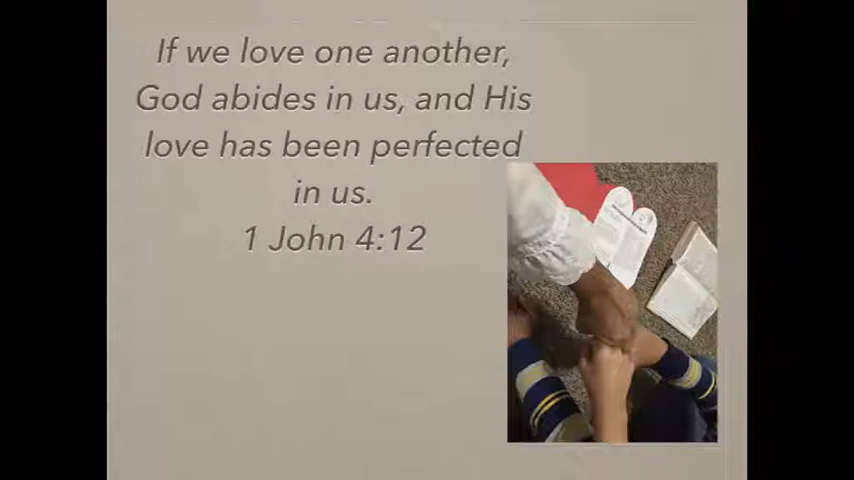 If we love one another,
God abides in us, and His
love has been perfected
in us.
1 John 4:12